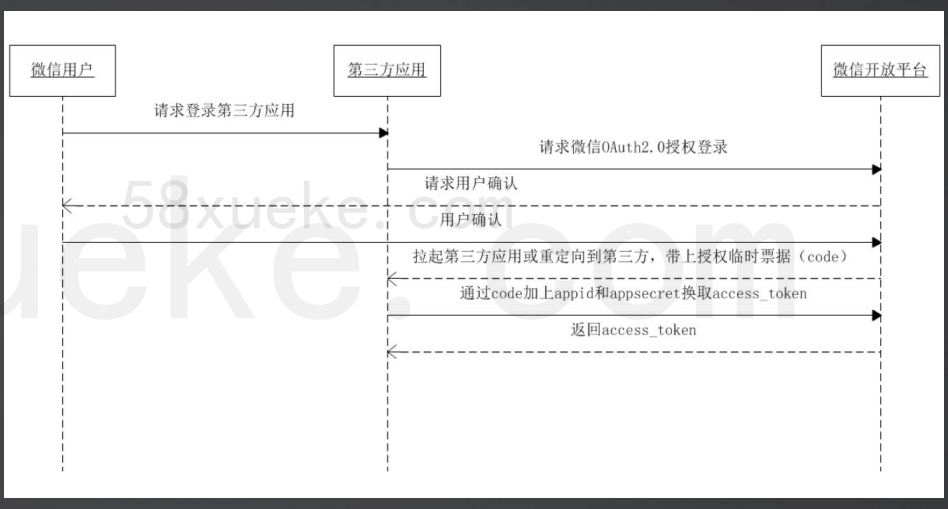 微信用户
第三方应用
微信开放平台
请求登录第三方应用
请求微信OAuth2.0授权登录
请求用户确认
58xueke.com
用户确认
ueke.com
拉起第三方应用或重定向到第三方，带上授权临时票据（code）
通过code加上appid和appsecret换取access_token
返回access_token